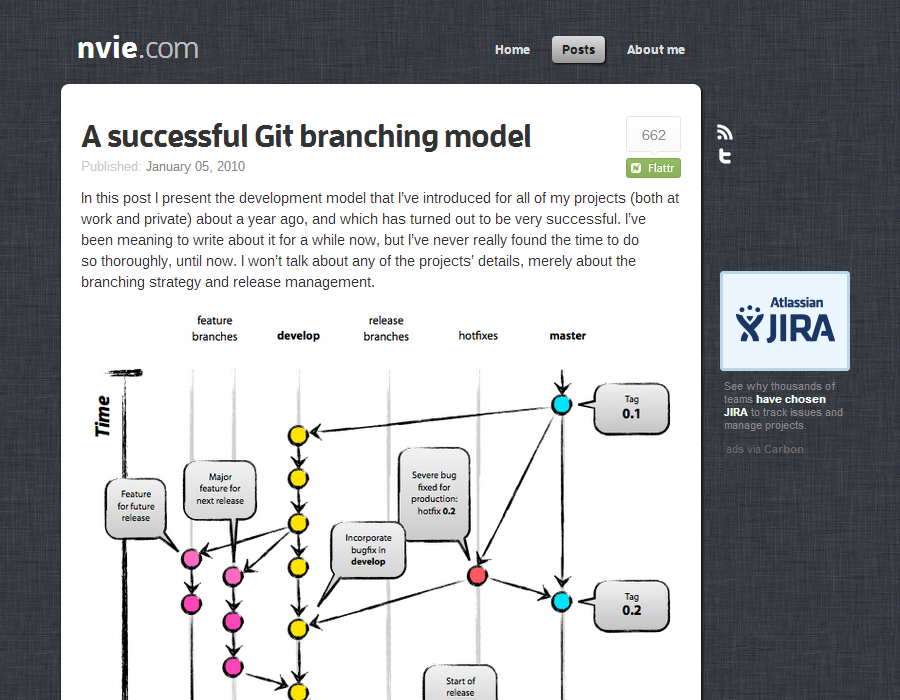 nvie.com
Home Posts About me
A successful Git branching model
662
Published: January 05, 2010
Flattr
In this post I present the development model that I’ve introduced for all of my projects (both at
work and private) about a year ago, and which has turned out to be very successful. I’ve
been meaning to write about it for a while now, but I’ve never really found the time to do
so thoroughly, until now. I won’t talk about any of the projects’ details, merely about the
branching strategy and release management.
feature
branches
develop
release
branches
hotfixes
master
Time
Tag
0.1
Major
feature for
next release
Severe bug
fixed for
production:
hotfix 0.2
Feature
for future
release
Incorporate
bugfix in
develop
Tag
0.2
Start of
release
Atlassian
JIRA
See why thousands of
teams have chosen
JIRA to track issues and
manage projects.
ads via Carbon